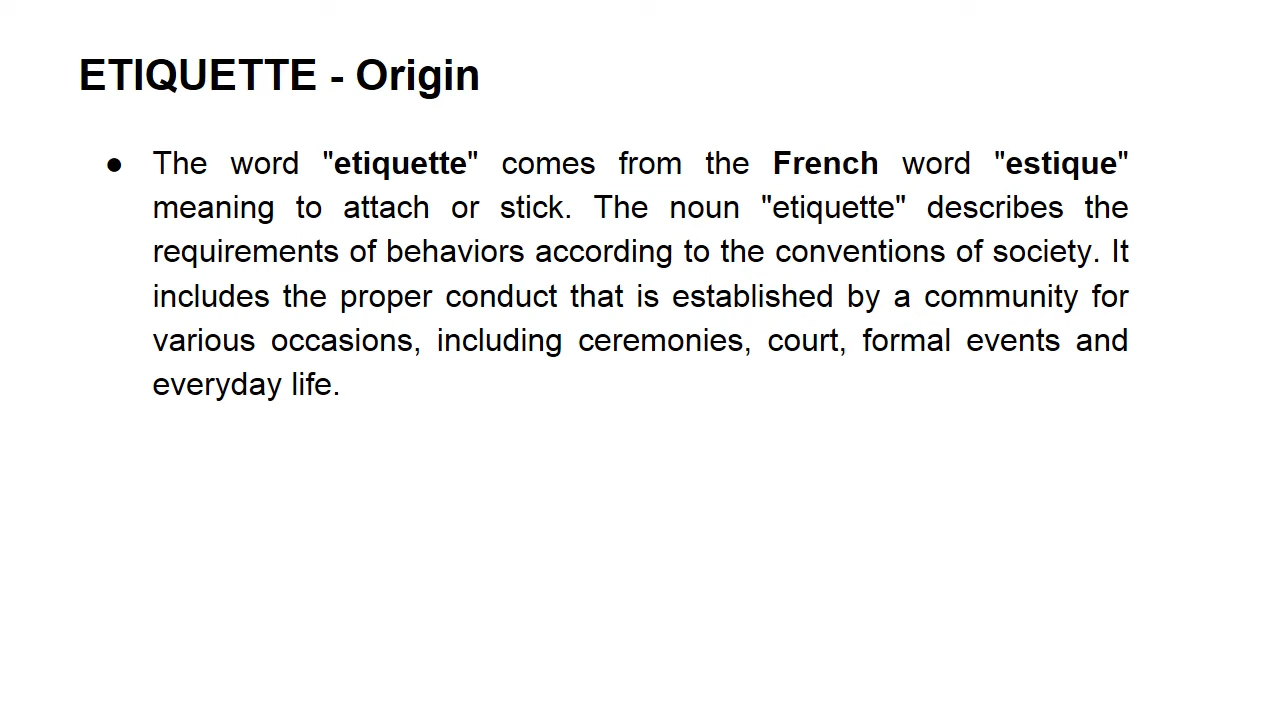 ETIQUETTE - Origin
● The word "etiquette" comes from the French word "estique"
meaning to attach or stick. The noun "etiquette" describes the
requirements of behaviors according to the conventions of society. It
includes the proper conduct that is established by a community for
various occasions, including ceremonies, court, formal events and
everyday life.